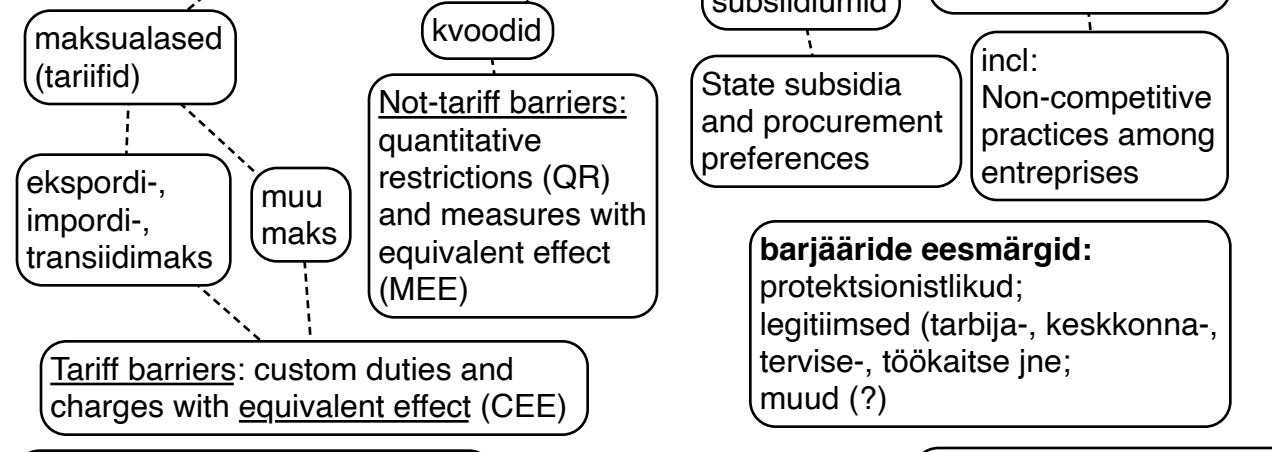 maksualased
(tariifid)
kvoodid
subsiidiumid
ekspordi-,
impordi-,
transiidimaks
muu
maks
Not-tariff barriers:
quantitative
restrictions (QR)
and measures with
equivalent effect
(MEE)
State subsidia
and procurement
preferences
incl:
Non-competitive
practices among
entreprises
Tariff barriers: custom duties and
charges with equivalent effect (CEE)
barjääride eesmärgid:
protektsionistlikud;
legitiimsed (tarbija-, keskkonna-,
tervise-, töökaitse jne;
muud (?)